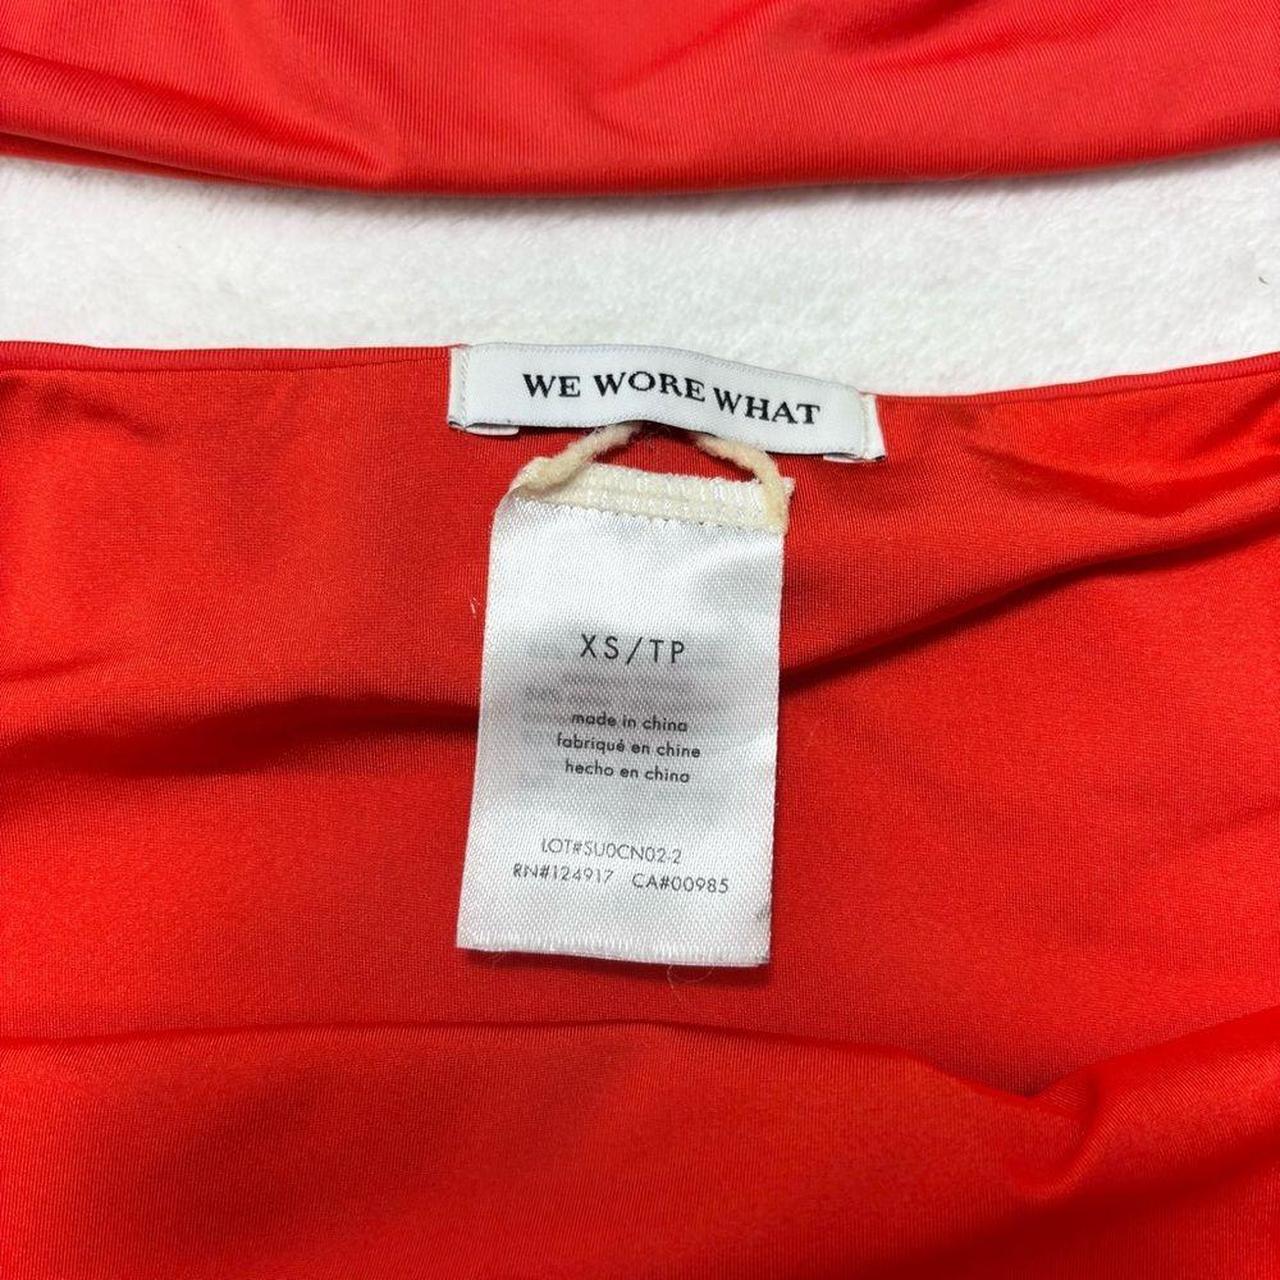 WE WORE WHAT
XS/TP
made in china
fabriqué en chine
hecho en china
LOT#SU0CN02-2
RN#124917 CA#00985